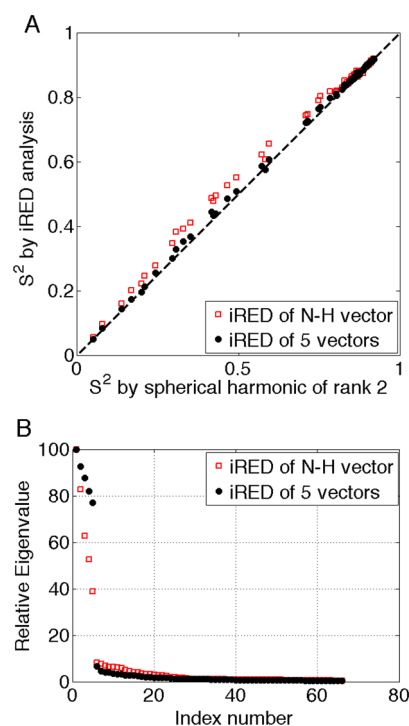 A
1
0.8
0.6
0.4
0.2
0
0.5
1
S² by iRED analysis
iRED of N-H vector
iRED of 5 vectors
S² by spherical harmonic of rank 2
B
100
80
60
40
20
0
0
20
40
60
80
Relative Eigenvalue
iRED of N-H vector
iRED of 5 vectors
Index number